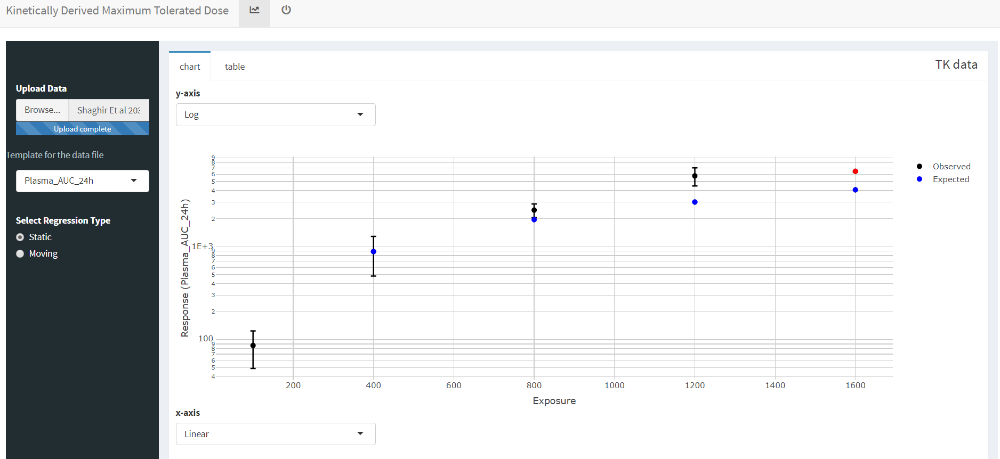 Kinetically Derived Maximum Tolerated Dose
chart
table
TK data
Upload Data
Browse...
Shaghir Et al 203
Upload complete
Template for the data file
Plasma_AUC_24h
Select Regression Type
Static
Moving
y-axis
Log
Response (Plasma_AUC_24h)
9
8
7
6
5
4
3
2
1E+3
9
8
7
6
5
4
3
2
100
9
8
7
6
5
4
200 400 600 800 1000 1200 1400 1600
Exposure
Observed
Expected
x-axis
Linear